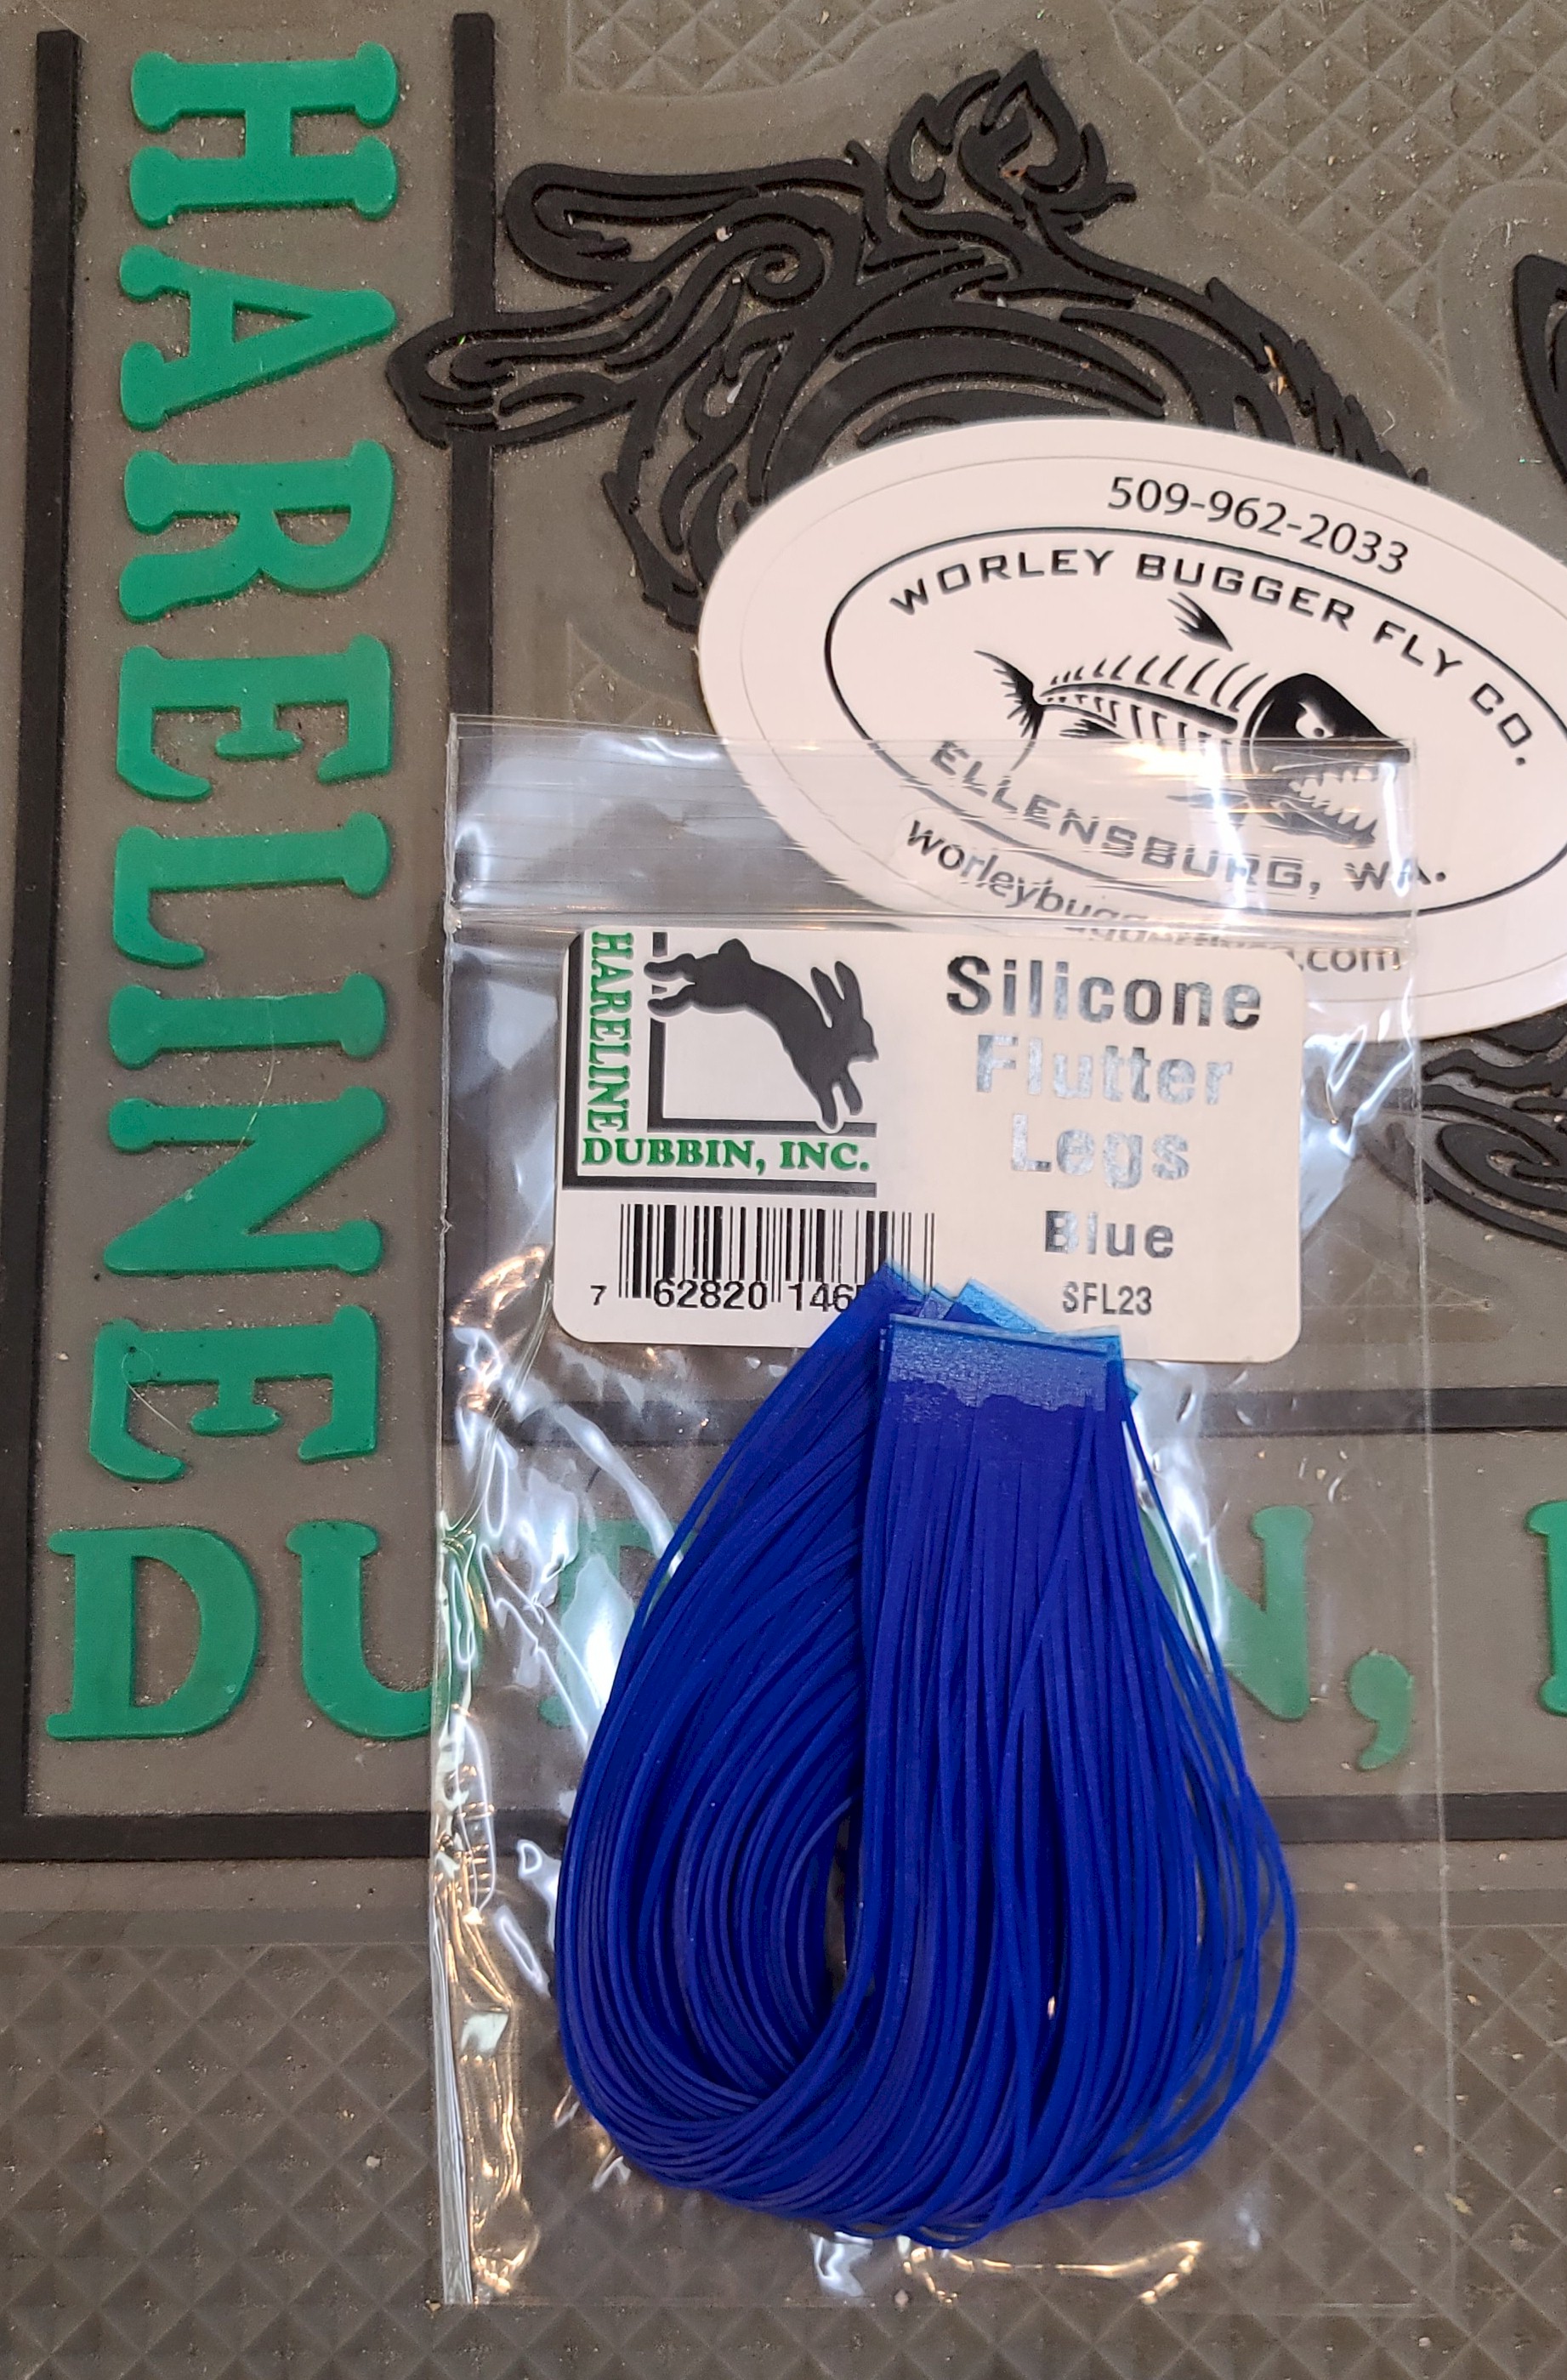 HARELINE
DUBBIN, I
509-962-2033
WORLEY BUGGER FLY CO.
ELLENSBURG, WA.
HARELINE
DUBBIN, INC.
Silicone
Flutter
Legs
Blue
SFL23
7 62820 146